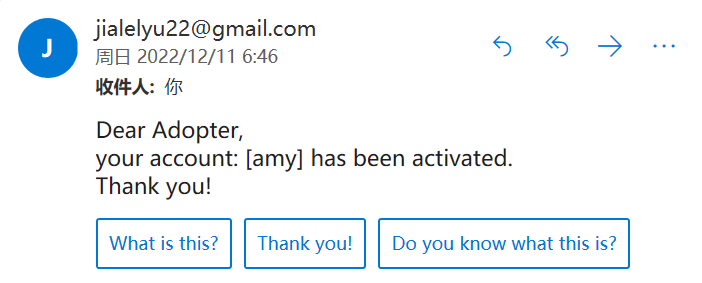 J
jialelyu22@gmail.com
周日 2022/12/11 6:46
收件人: 你
Dear Adopter,
your account: [amy] has been activated.
Thank you!
What is this?
Thank you!
Do you know what this is?